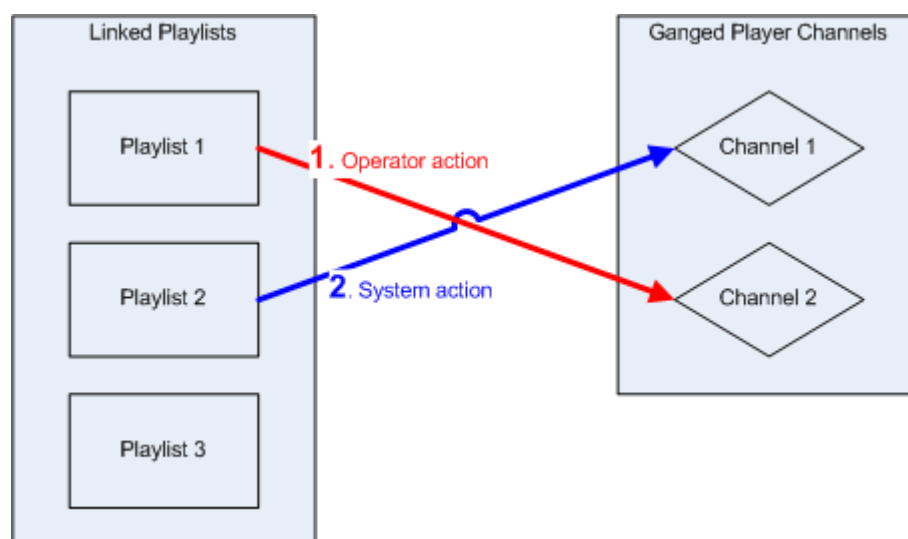 Linked Playlists
Ganged Player Channels
Playlist 1
1. Operator action
Channel 1
Playlist 2
2. System action
Channel 2
Playlist 3